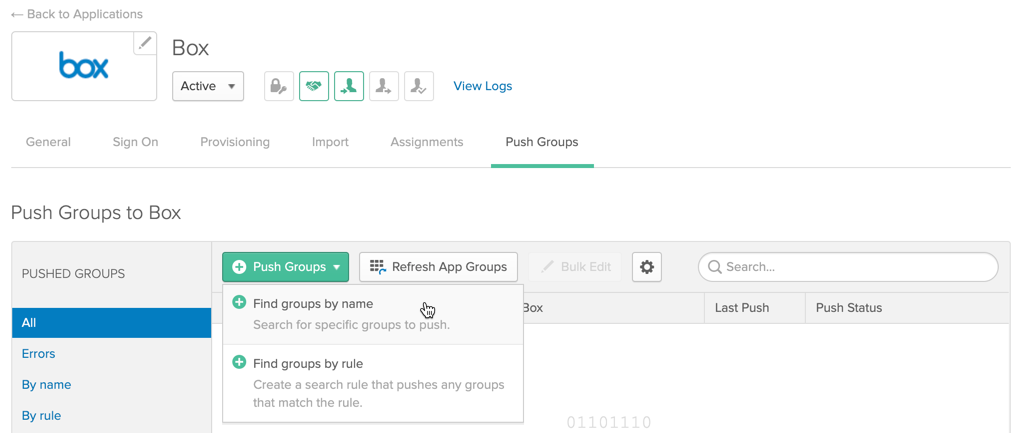 ← Back to Applications
box
Box
Active
View Logs
General Sign On Provisioning Import Assignments Push Groups
Push Groups to Box
PUSHED GROUPS
Push Groups Refresh App Groups Bulk Edit Search...
All
Errors
By name
By rule
Find groups by name
Search for specific groups to push.
Find groups by rule
Create a search rule that pushes any groups
that match the rule.
Box Last Push Push Status
01101110